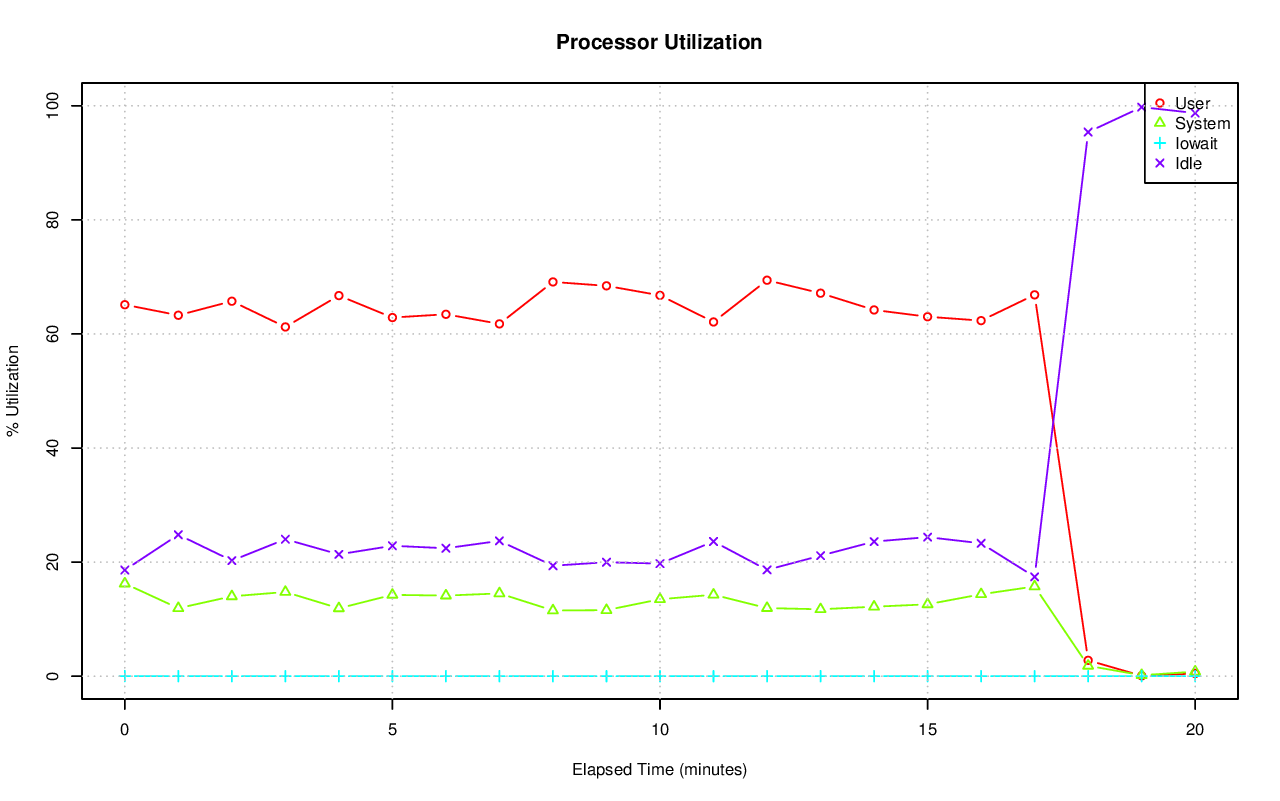 Processor Utilization
% Utilization
100
80
60
40
20
0
User
System
Iowait
Idle
0 5 10 15 20
Elapsed Time (minutes)